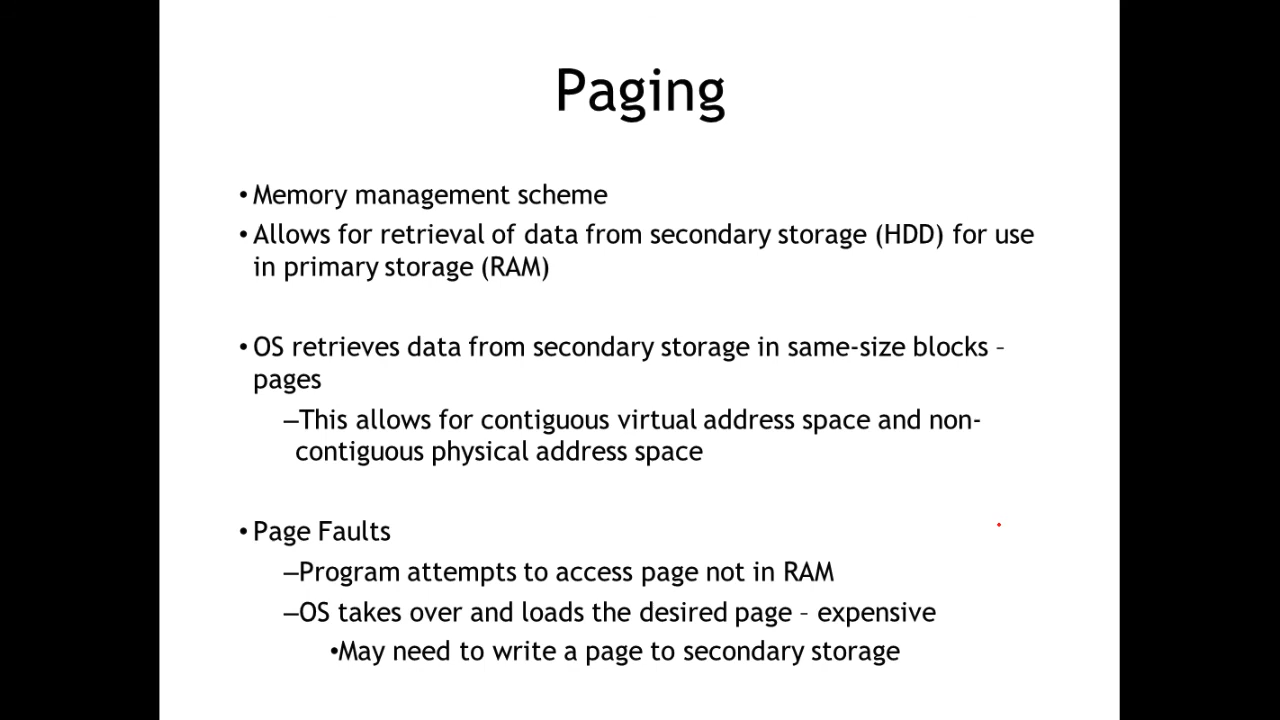 Paging
• Memory management scheme
• Allows for retrieval of data from secondary storage (HDD) for use
in primary storage (RAM)
• OS retrieves data from secondary storage in same-size blocks –
pages
–This allows for contiguous virtual address space and non-
contiguous physical address space
• Page Faults
–Program attempts to access page not in RAM
–OS takes over and loads the desired page – expensive
•May need to write a page to secondary storage